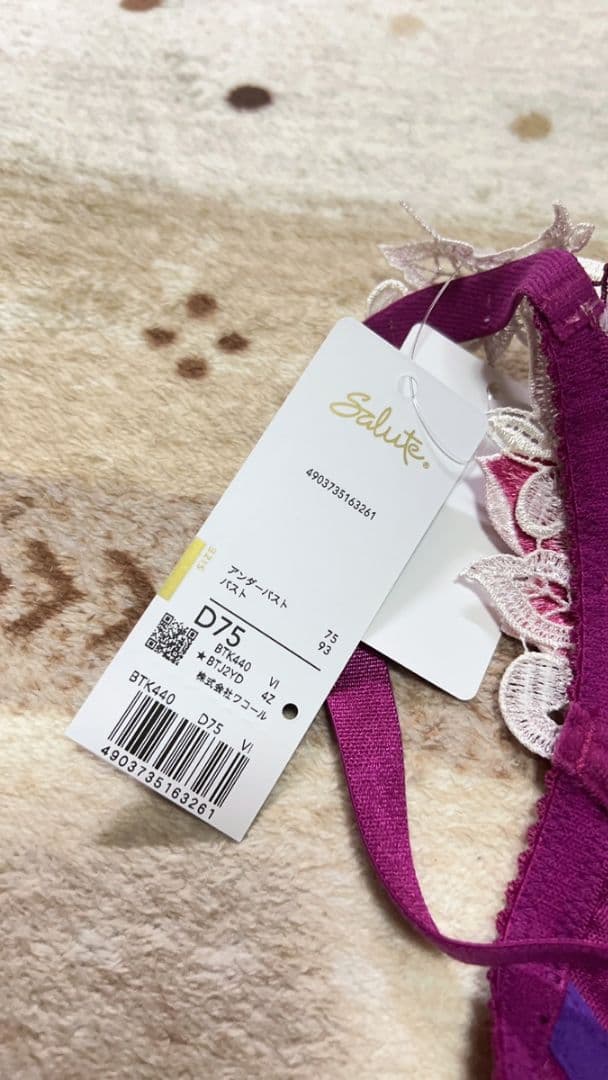 Salute®
4903735163261
アンダーバスト 75
バスト 93
D75
BTK440 VI
★BTJ2YD 4Z
株式会社ワコール
BTK440 D75 VI
4903735163261